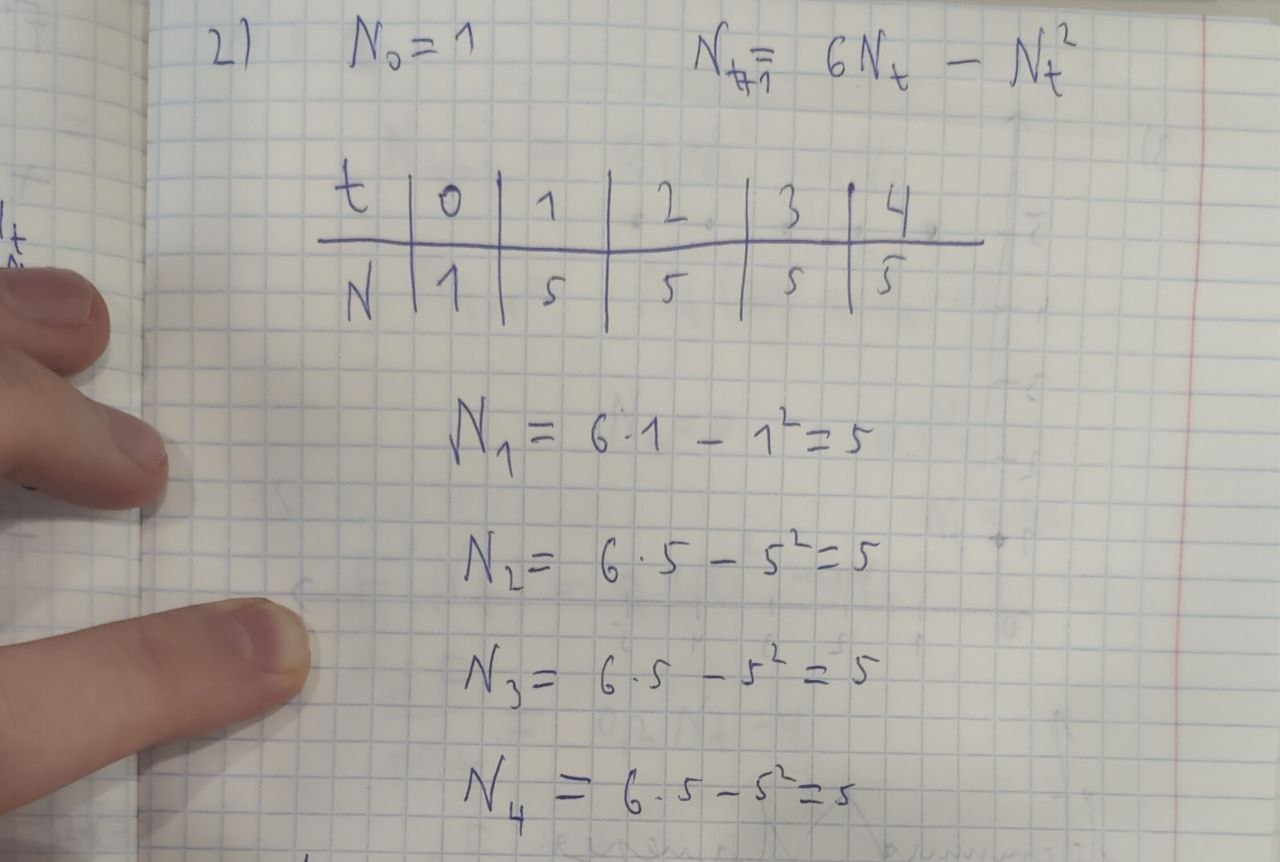 2) N₀ = 1 Nₜ₊₁ = 6Nₜ − Nₜ²
t | 0 | 1 | 2 | 3 | 4
N | 1 | 5 | 5 | 5 | 5
N₁ = 6·1 − 1² = 5
N₂ = 6·5 − 5² = 5
N₃ = 6·5 − 5² = 5
N₄ = 6·5 − 5² = 5